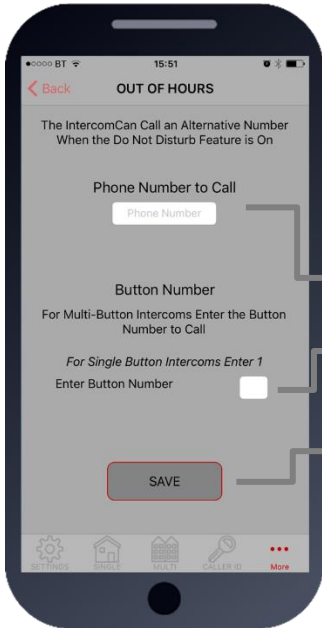 BT 15:51
Back OUT OF HOURS
The IntercomCan Call an Alternative Number
When the Do Not Disturb Feature is On
Phone Number to Call
Phone Number
Button Number
For Multi-Button Intercoms Enter the Button
Number to Call
For Single Button Intercoms Enter 1
Enter Button Number
SAVE
SETTINGS SINGLE MULTI CALLER ID More